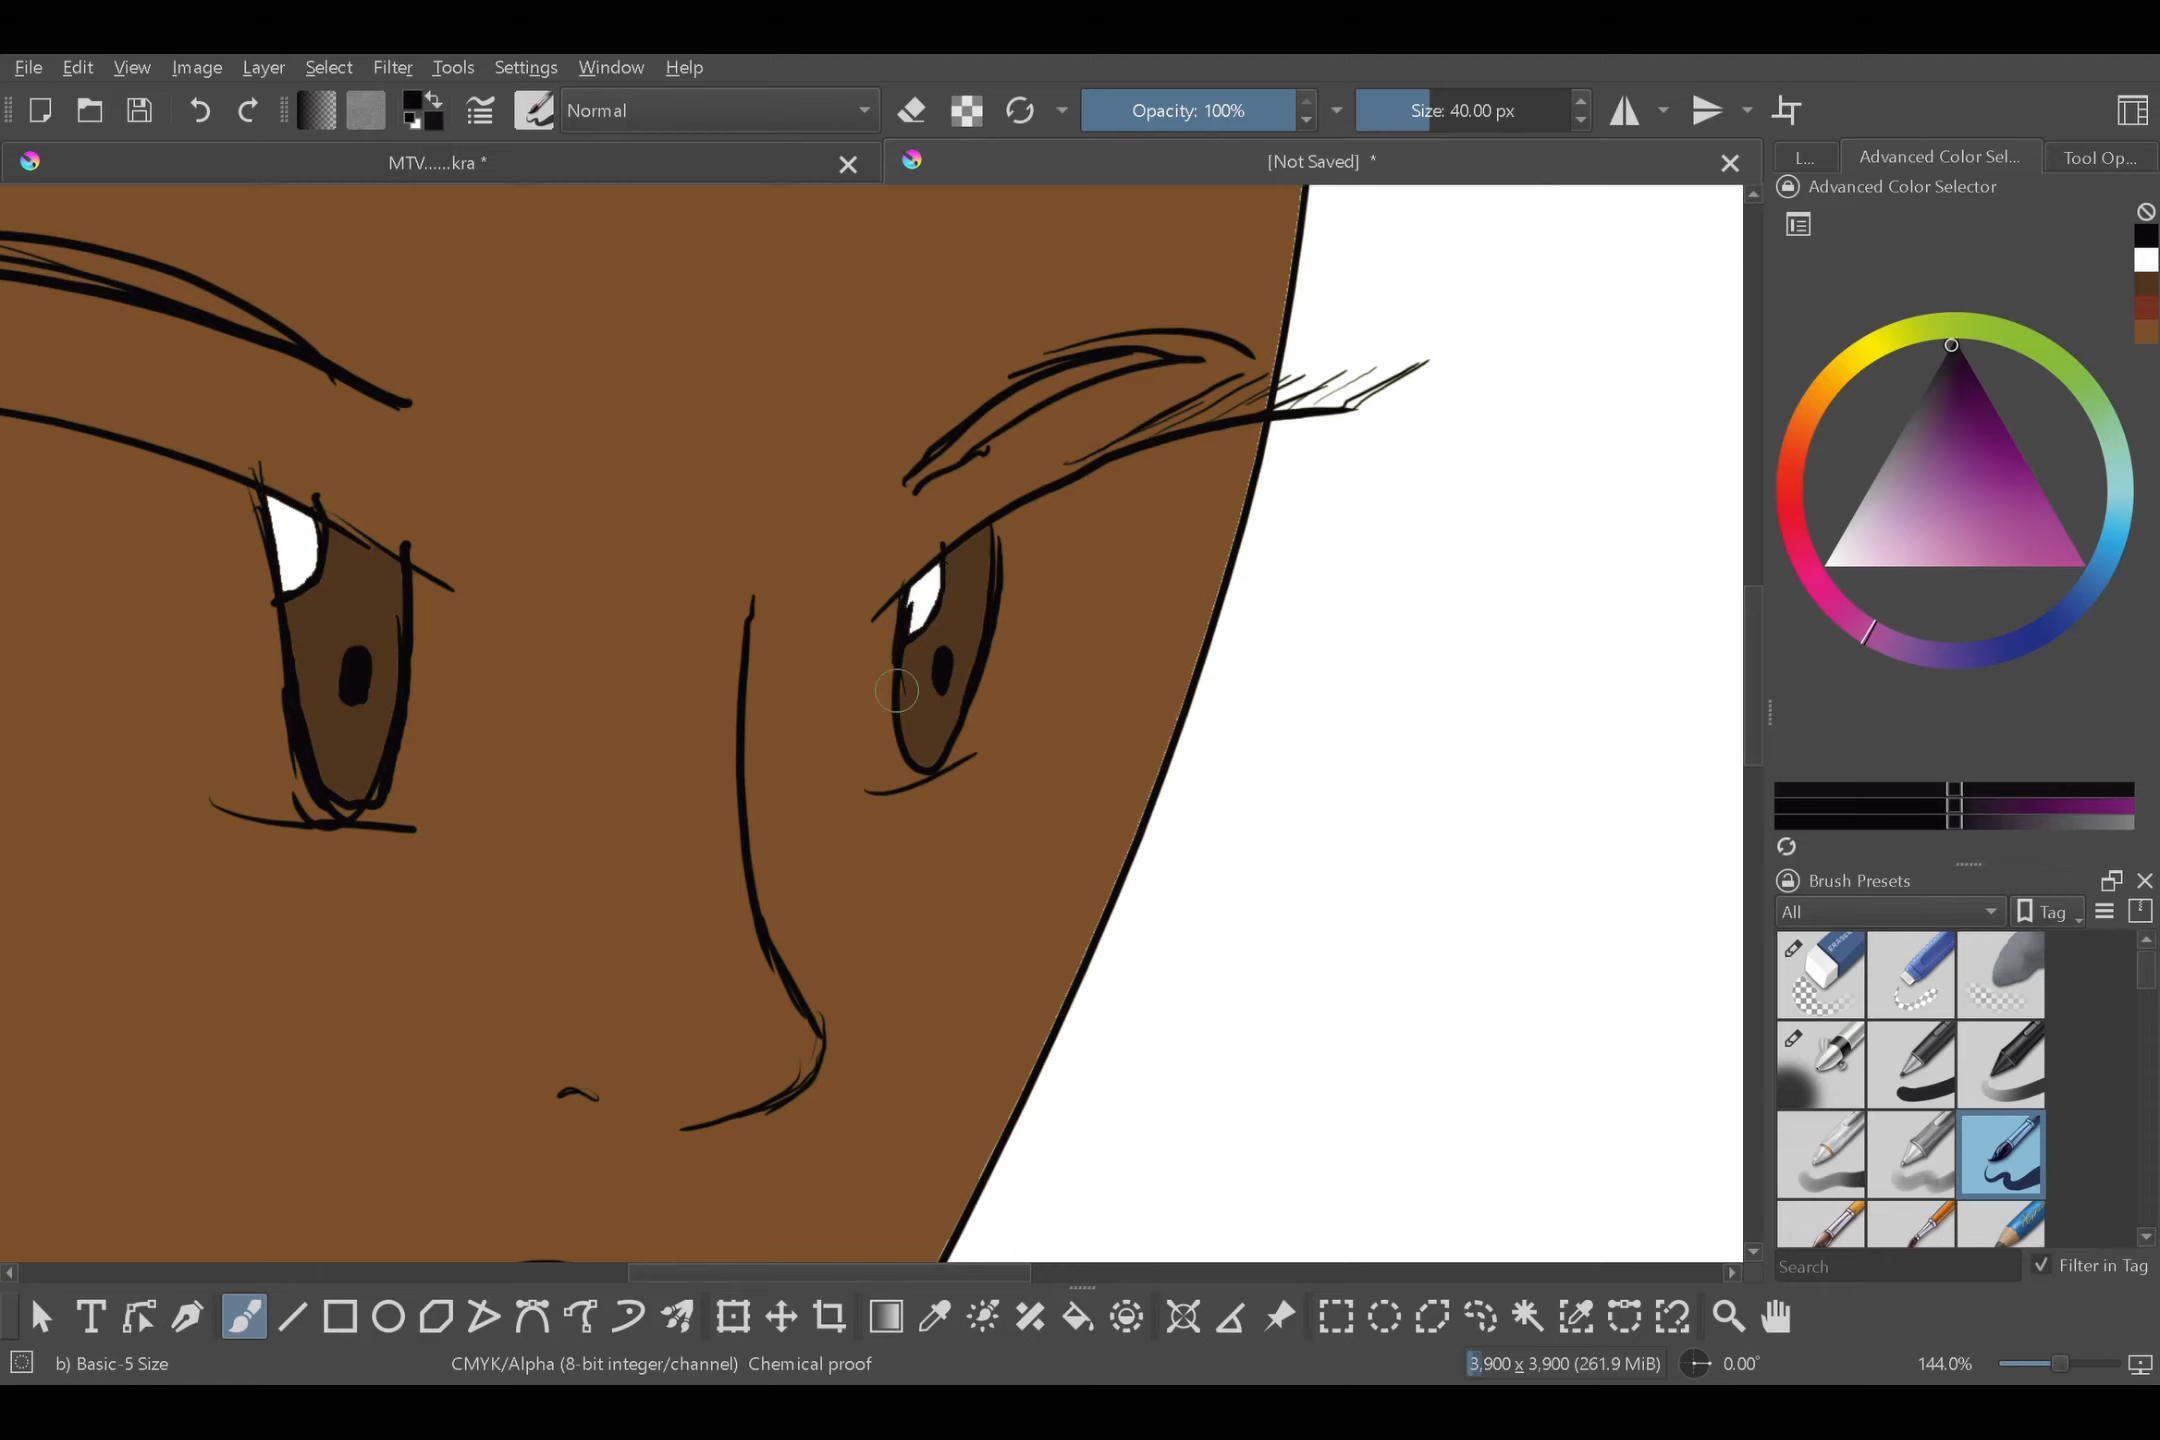 File Edit View Image Layer Select Filter Tools Settings Window Help
Normal Opacity: 100% Size: 40.00 px
MTV......kra * [Not Saved] * L... Advanced Color Sel... Tool Op...
Advanced Color Selector
Brush Presets
All Tag
ERASER
Search Filter in Tag
T
b) Basic-5 Size CMYK/Alpha (8-bit integer/channel) Chemical proof 3,900 x 3,900 (261.9 MiB) 0.00° 144.0%